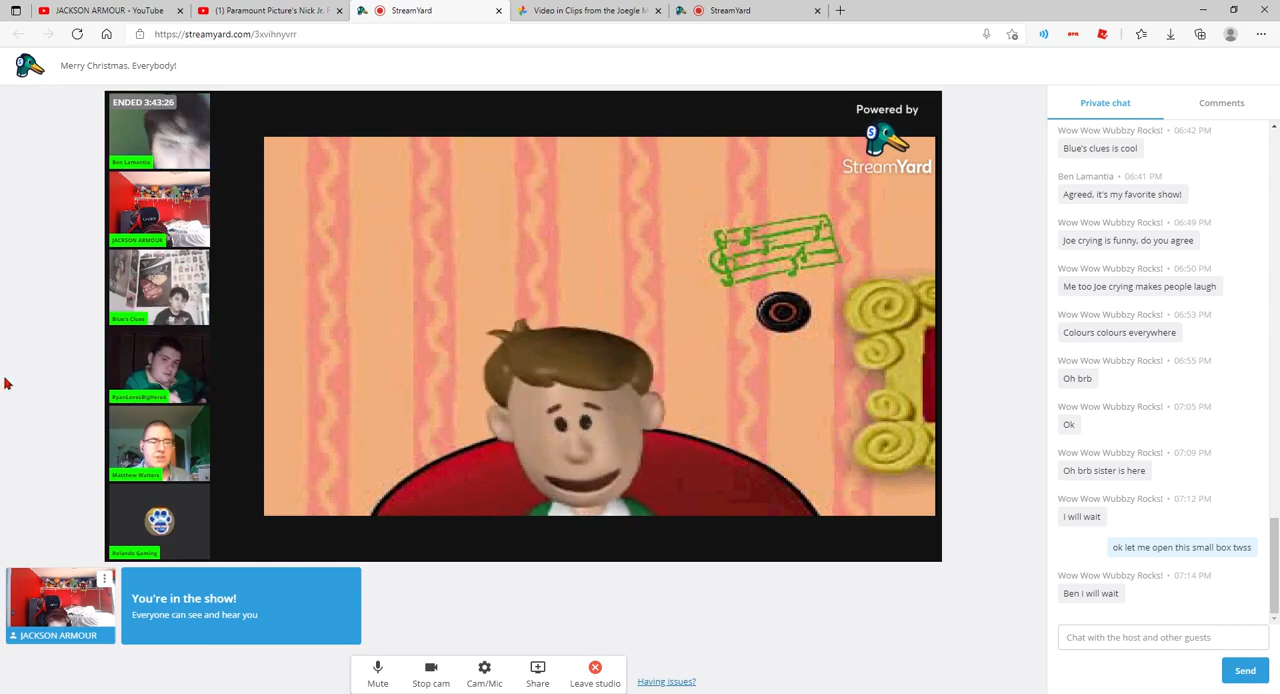 JACKSON ARMOUR - YouTube
(1) Paramount Picture's Nick Jr. F
StreamYard
Video in Clips from the Joegle M
StreamYard
https://streamyard.com/3xvihnyvrr
Merry Christmas, Everybody!
ENDED 3:43:26
Ben Lamantia
JACKSON ARMOUR
Blue's Clues
RyanLovesBigHero6
Matthew Walters
Rolando Gaming
Powered by
StreamYard
JACKSON ARMOUR
You're in the show!
Everyone can see and hear you
Mute
Stop cam
Cam/Mic
Share
Leave studio
Having issues?
Private chat
Comments
Wow Wow Wubbzy Rocks! • 06:42 PM
Blue's clues is cool
Ben Lamantia • 06:41 PM
Agreed, it's my favorite show!
Wow Wow Wubbzy Rocks! • 06:49 PM
Joe crying is funny, do you agree
Wow Wow Wubbzy Rocks! • 06:50 PM
Me too Joe crying makes people laugh
Wow Wow Wubbzy Rocks! • 06:53 PM
Colours colours everywhere
Wow Wow Wubbzy Rocks! • 06:55 PM
Oh brb
Wow Wow Wubbzy Rocks! • 07:05 PM
Ok
Wow Wow Wubbzy Rocks! • 07:09 PM
Oh brb sister is here
Wow Wow Wubbzy Rocks! • 07:12 PM
I will wait
ok let me open this small box twss
Wow Wow Wubbzy Rocks! • 07:14 PM
Ben I will wait
Chat with the host and other guests
Send